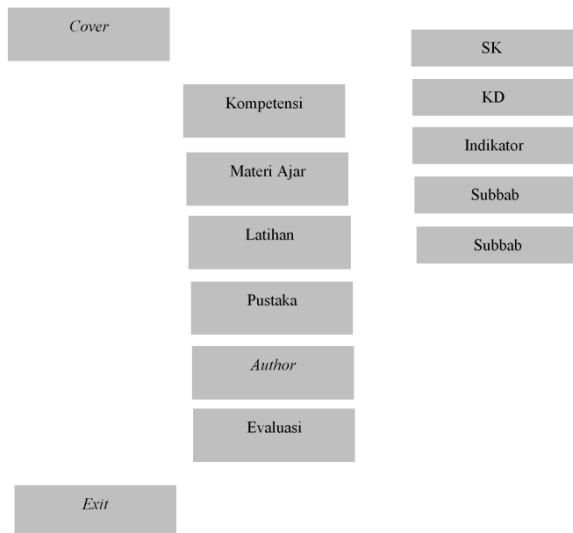 Cover
Kompetensi
Materi Ajar
Latihan
Pustaka
Author
Evaluasi
Exit
SK
KD
Indikator
Subbab
Subbab